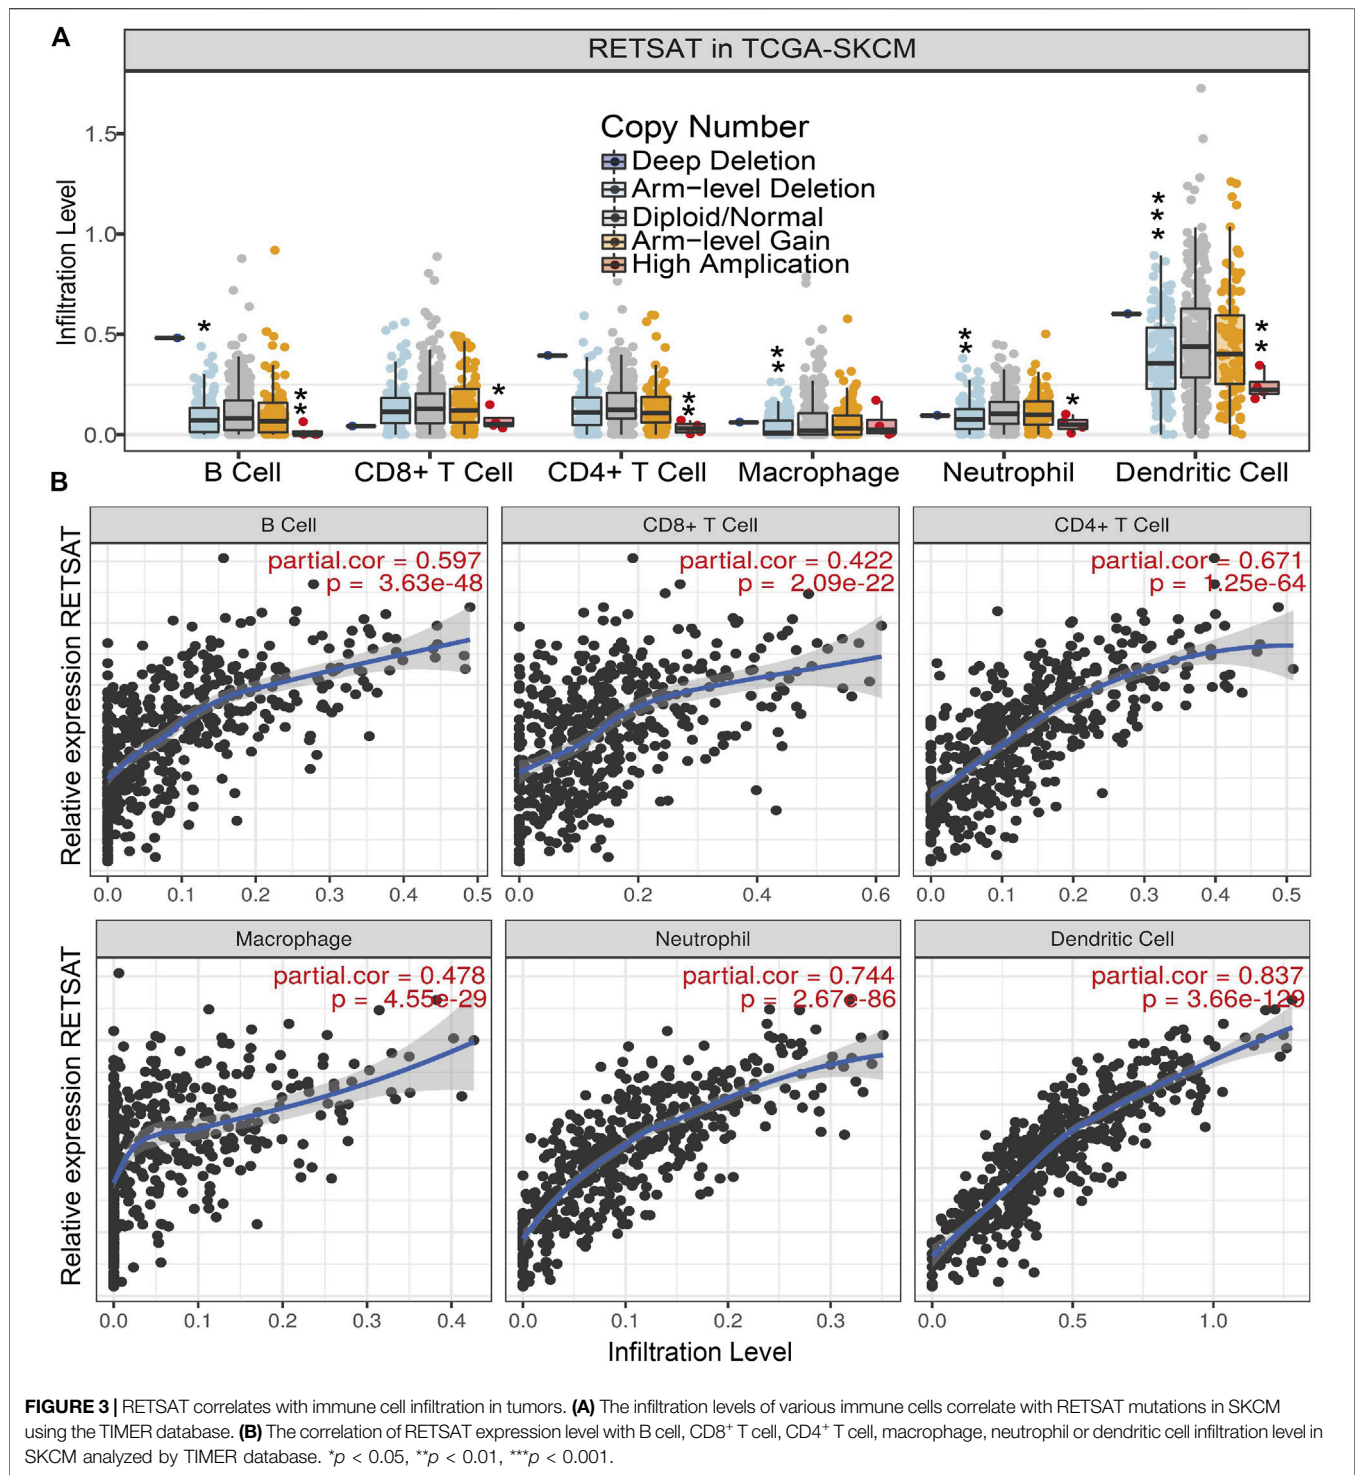 A
RETSAT in TCGA-SKCM
Copy Number
Deep Deletion
Arm-level Deletion
Diploid/Normal
Arm-level Gain
High Amplication
Infiltration Level
1.5
1.0
0.5
0.0
*
**
*
**
**
**
*
***
**
B Cell CD8+ T Cell CD4+ T Cell Macrophage Neutrophil Dendritic Cell
B
Relative expression RETSAT
B Cell
partial.cor = 0.597
p = 3.63e-48
0.0 0.1 0.2 0.3 0.4 0.5
CD8+ T Cell
partial.cor = 0.422
p = 2.09e-22
0.0 0.2 0.4 0.6
CD4+ T Cell
partial.cor = 0.671
p = 1.25e-64
0.0 0.1 0.2 0.3 0.4 0.5
Relative expression RETSAT
Macrophage
partial.cor = 0.478
p = 4.55e-29
0.0 0.1 0.2 0.3 0.4
Neutrophil
partial.cor = 0.744
p = 2.67e-86
0.0 0.1 0.2 0.3
Dendritic Cell
partial.cor = 0.837
p = 3.66e-129
0.0 0.5 1.0
Infiltration Level
FIGURE 3 | RETSAT correlates with immune cell infiltration in tumors. (A) The infiltration levels of various immune cells correlate with RETSAT mutations in SKCM
using the TIMER database. (B) The correlation of RETSAT expression level with B cell, CD8⁺ T cell, CD4⁺ T cell, macrophage, neutrophil or dendritic cell infiltration level in
SKCM analyzed by TIMER database. *p < 0.05, **p < 0.01, ***p < 0.001.